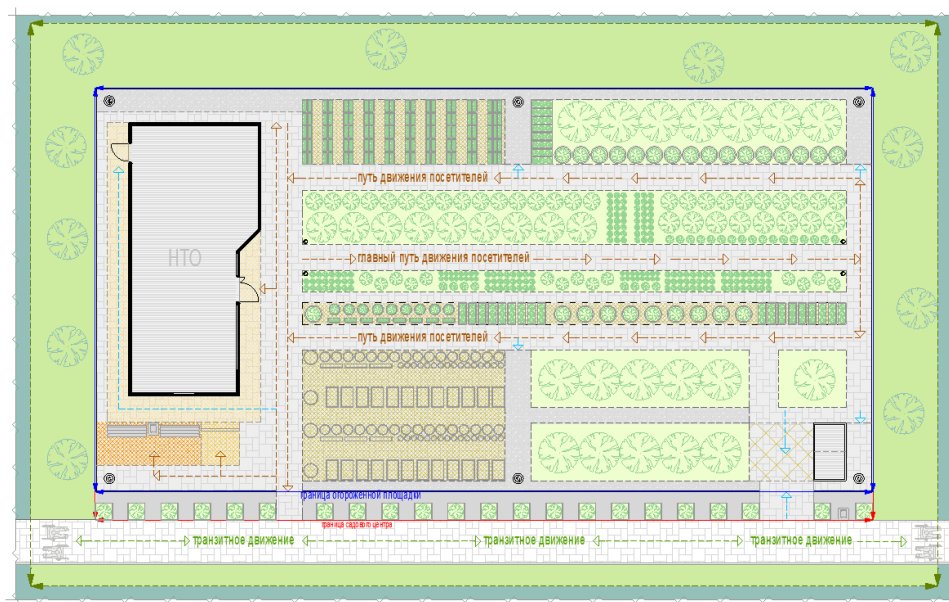 путь движения посетителей
НТО
главный путь движения посетителей
путь движения посетителей
граница огороженной площадки
граница садового центра
транзитное движение
транзитное движение
транзитное движение